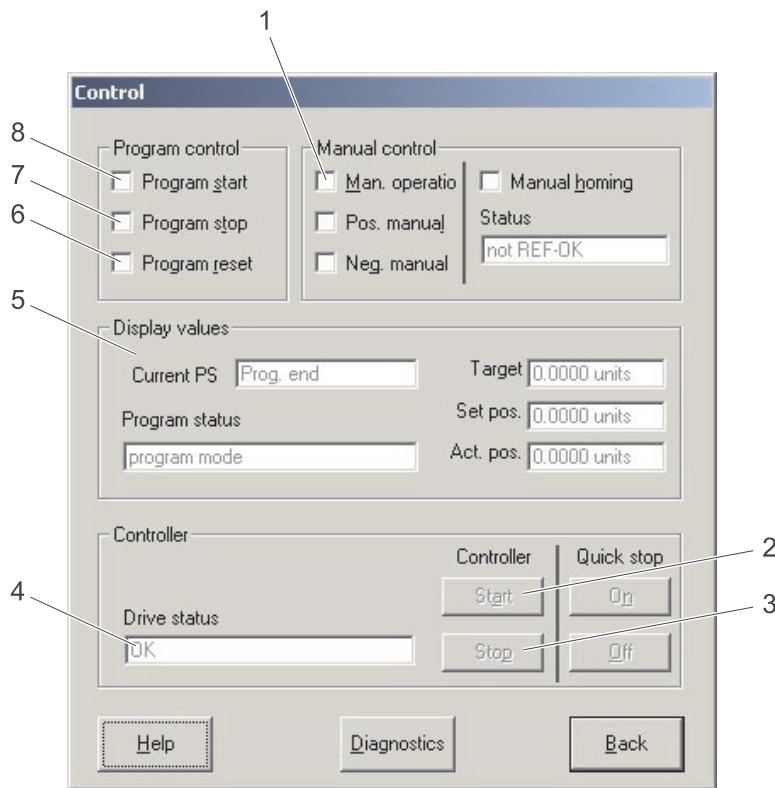 1
Control
8
7
6
Program control
Program start
Program stop
Program reset
Manual control
Man. operatio
Pos. manual
Neg. manual
Manual homing
Status
not REF-OK
5
Display values
Current PS Prog. end
Program status
program mode
Target 0.0000 units
Set pos. 0.0000 units
Act. pos. 0.0000 units
Controller
4
Drive status
OK
Controller
Start
Stop
Quick stop
On
Off
2
3
Help
Diagnostics
Back